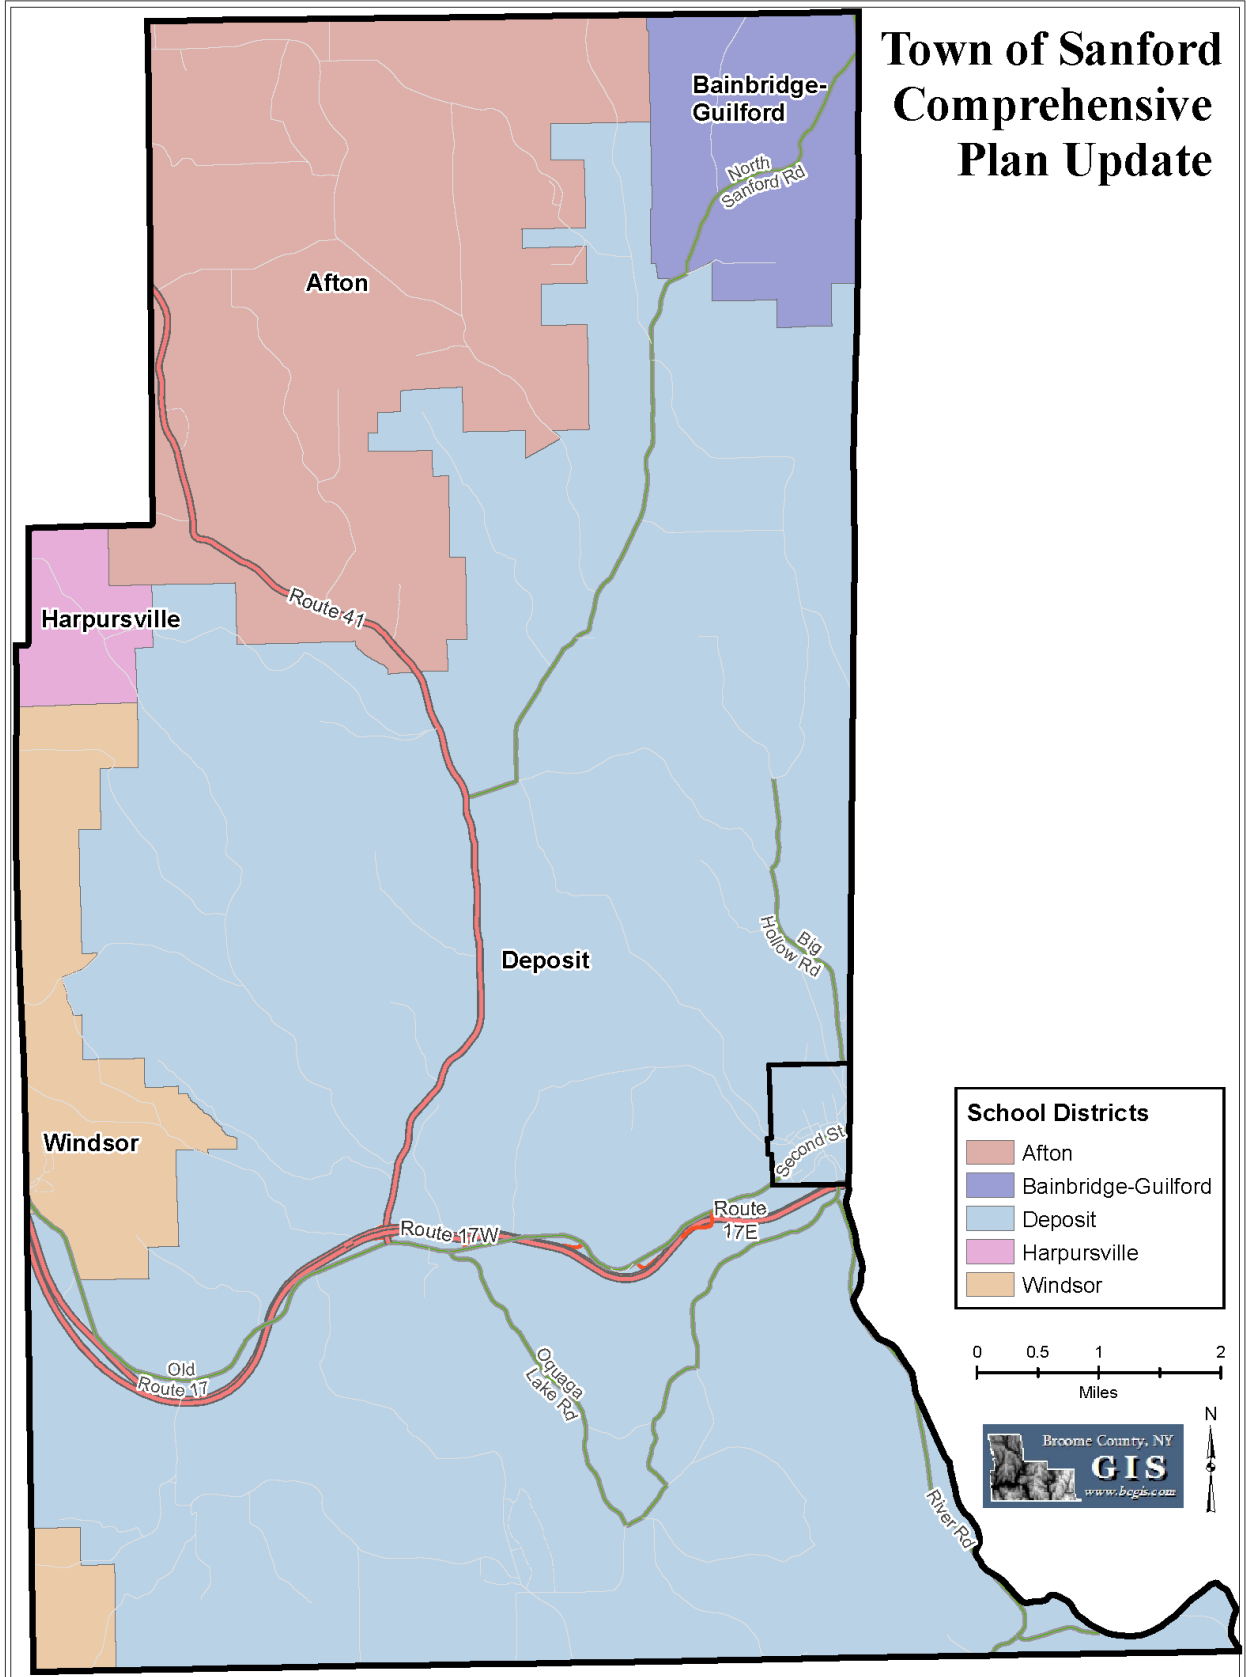 Town of Sanford
Comprehensive
Plan Update
Bainbridge-
Guilford
North
Sanford Rd
Afton
Route 41
Harpursville
Big
Hollow Rd
Deposit
Windsor
Second St
Route 17W
Route
17E
Old
Route 17
Oquaga
Lake Rd
River Rd
School Districts
Afton
Bainbridge-Guilford
Deposit
Harpursville
Windsor
0 0.5 1 2
Miles
N
Broome County, NY
GIS
www.bcgis.com